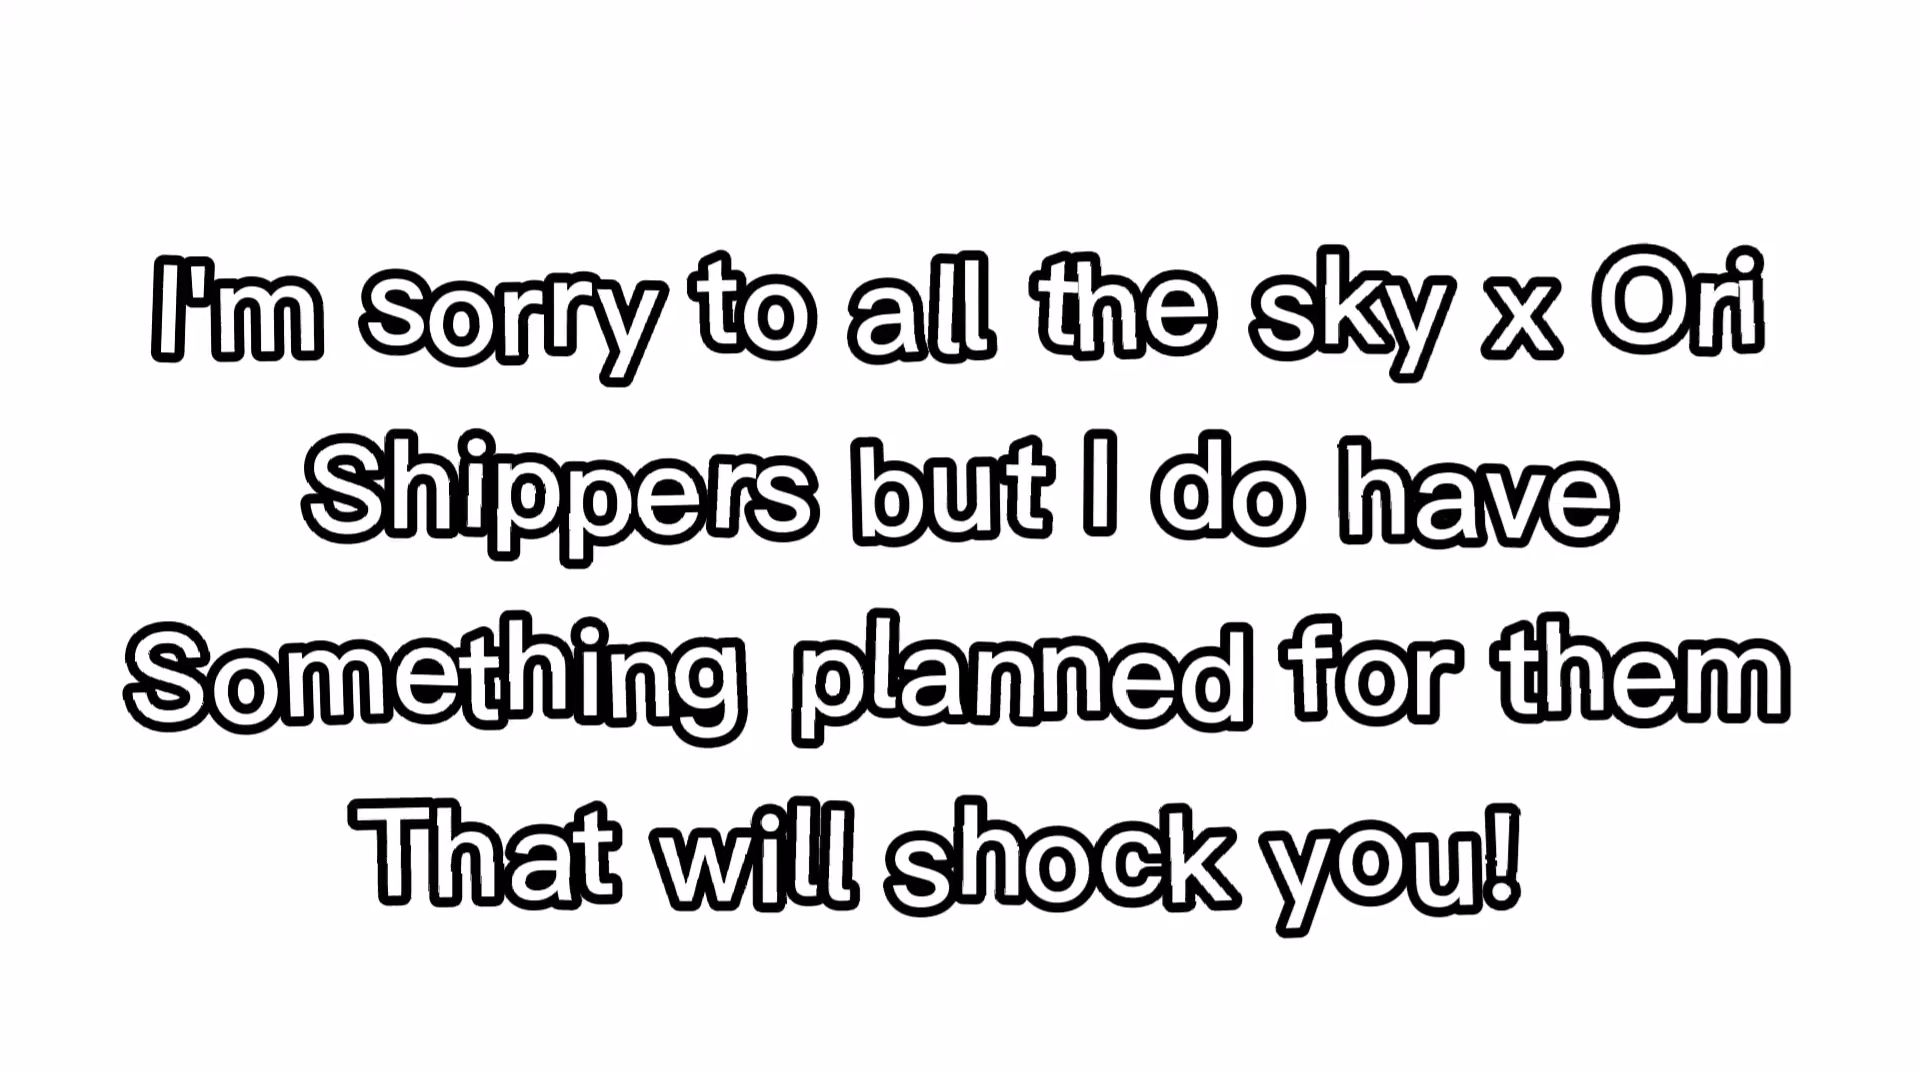 I'm sorry to all the sky x Ori
Shippers but I do have
Something planned for them
That will shock you!